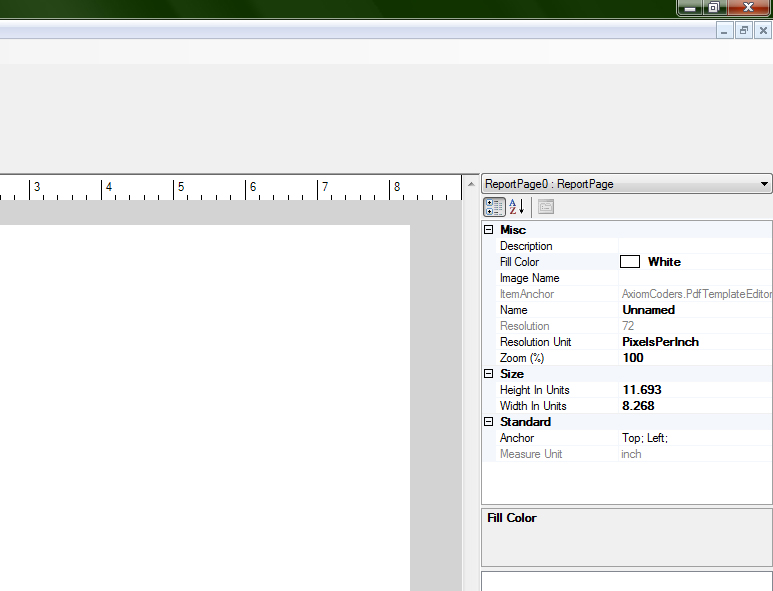 3 4 5 6 7 8
ReportPage0 : ReportPage
A
Z
Misc
Description
Fill Color White
Image Name
ItemAnchor AxiomCoders.PdfTemplateEditor
Name Unnamed
Resolution 72
Resolution Unit PixelsPerInch
Zoom (%) 100
Size
Height In Units 11.693
Width In Units 8.268
Standard
Anchor Top; Left;
Measure Unit inch
Fill Color